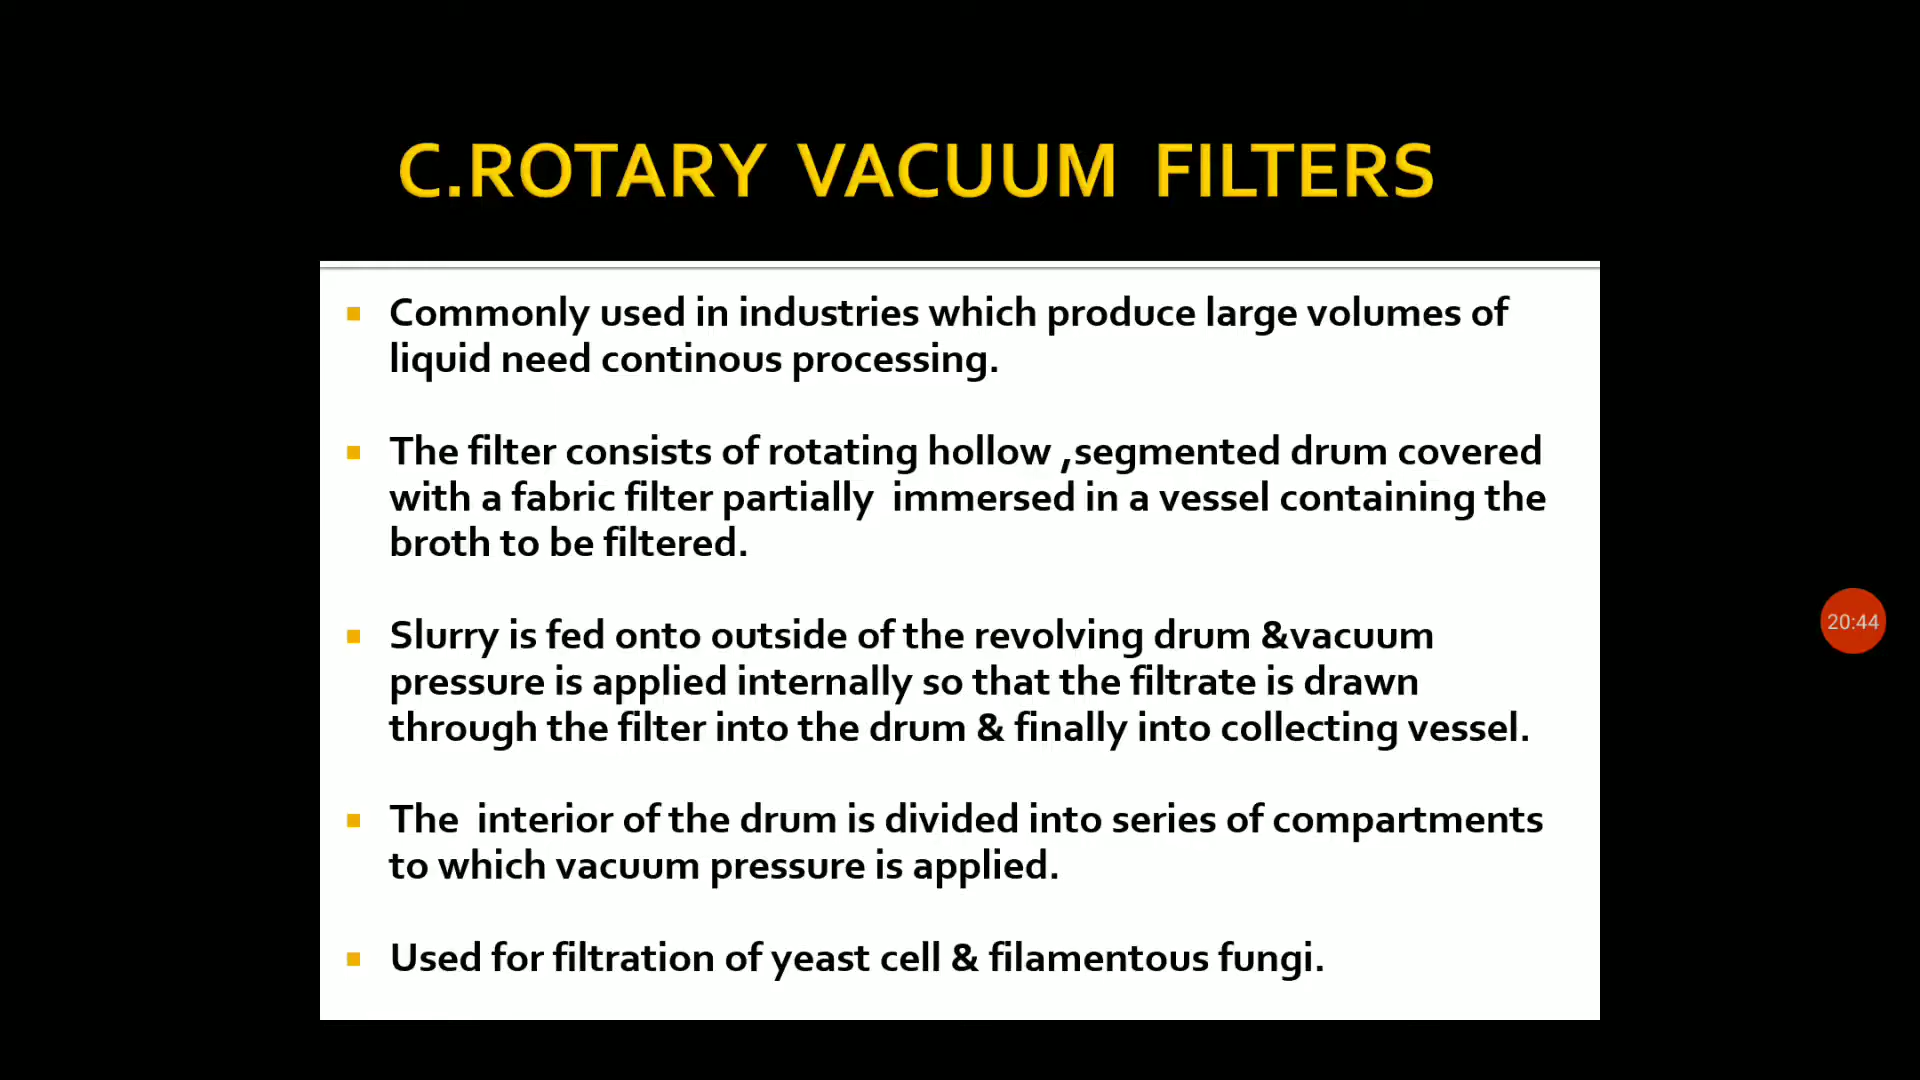 C.ROTARY VACUUM FILTERS
Commonly used in industries which produce large volumes of
liquid need continous processing.
The filter consists of rotating hollow ,segmented drum covered
with a fabric filter partially immersed in a vessel containing the
broth to be filtered.
Slurry is fed onto outside of the revolving drum &vacuum
pressure is applied internally so that the filtrate is drawn
through the filter into the drum & finally into collecting vessel.
The interior of the drum is divided into series of compartments
to which vacuum pressure is applied.
Used for filtration of yeast cell & filamentous fungi.
20:44